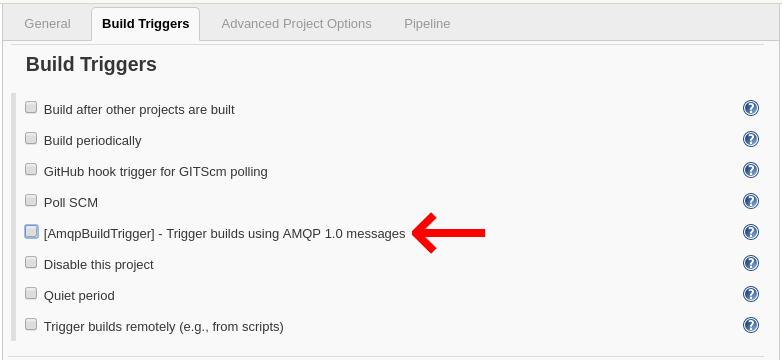 General Build Triggers Advanced Project Options Pipeline
Build Triggers
Build after other projects are built ?
Build periodically ?
GitHub hook trigger for GITScm polling ?
Poll SCM ?
[AmqpBuildTrigger] - Trigger builds using AMQP 1.0 messages ?
Disable this project ?
Quiet period ?
Trigger builds remotely (e.g., from scripts) ?